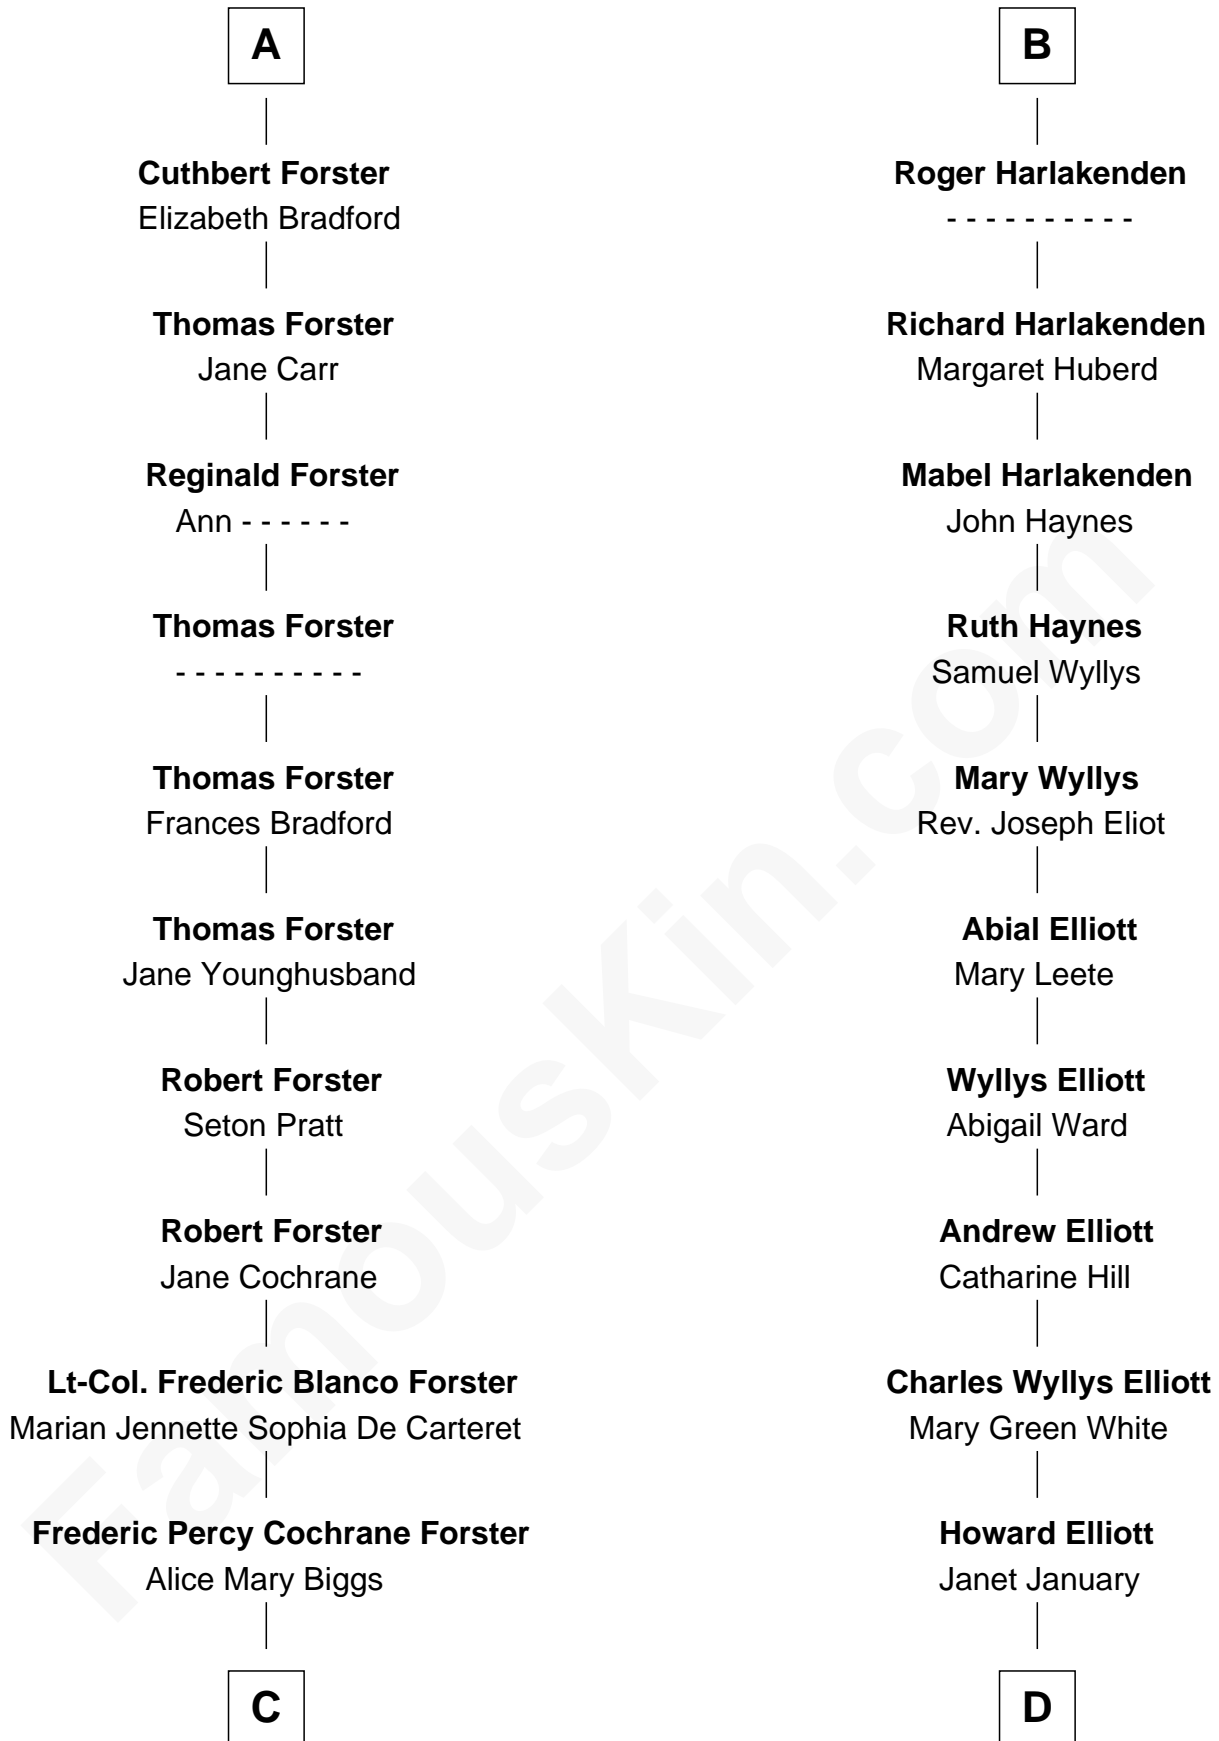 A
Cuthbert Forster
Elizabeth Bradford
Thomas Forster
Jane Carr
Reginald Forster
Ann - - - - - -
Thomas Forster
- - - - - - - - - -
Thomas Forster
Frances Bradford
Thomas Forster
Jane Younghusband
Robert Forster
Seton Pratt
Robert Forster
Jane Cochrane
Lt-Col. Frederic Blanco Forster
Marian Jennette Sophia De Carteret
Frederic Percy Cochrane Forster
Alice Mary Biggs
C
B
Roger Harlakenden
- - - - - - - - - -
Richard Harlakenden
Margaret Huberd
Mabel Harlakenden
John Haynes
Ruth Haynes
Samuel Wyllys
Mary Wyllys
Rev. Joseph Eliot
Abial Elliott
Mary Leete
Wyllys Elliott
Abigail Ward
Andrew Elliott
Catharine Hill
Charles Wyllys Elliott
Mary Green White
Howard Elliott
Janet January
D
FamousKin.com